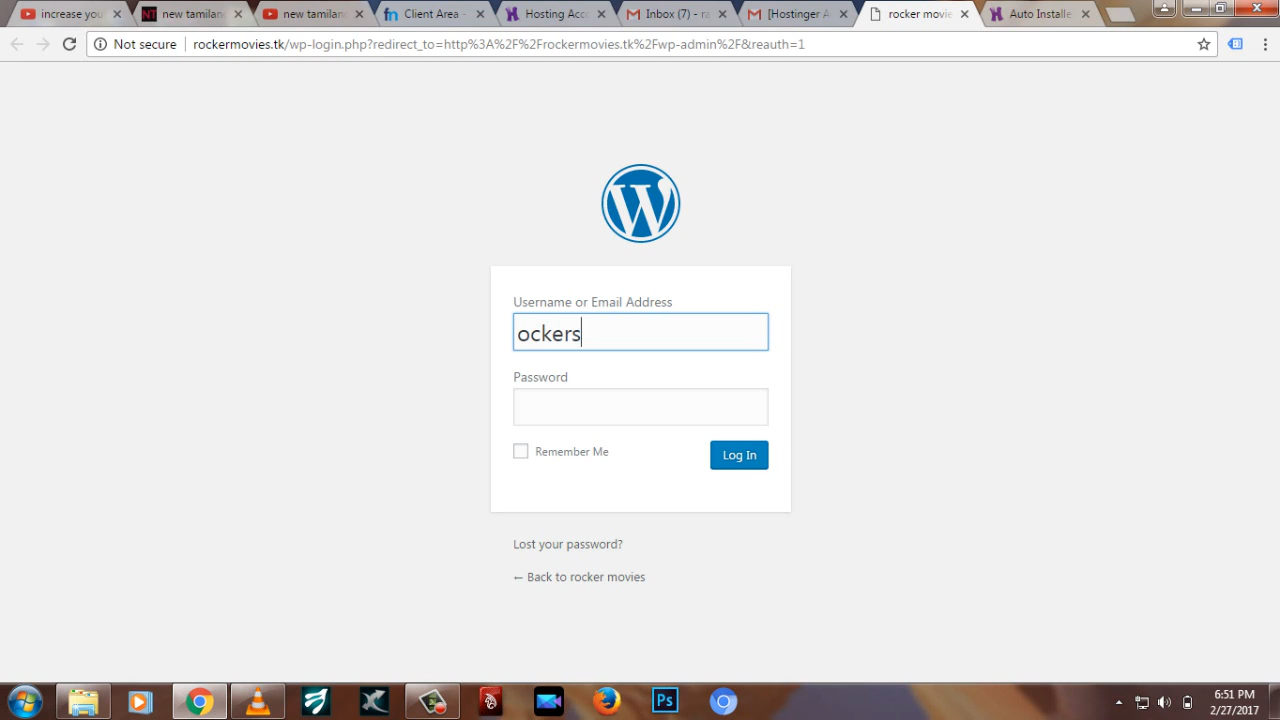 increase you
new tamilan
new tamilan
Client Area –
Hosting Acc
Inbox (7) - ra
[Hostinger A
rocker movie
Auto Installe
Not secure
rockermovies.tk/wp-login.php?redirect_to=http%3A%2F%2Frockermovies.tk%2Fwp-admin%2F&reauth=1
Username or Email Address
ockers
Password
Remember Me
Log In
Lost your password?
← Back to rocker movies
6:51 PM
2/27/2017